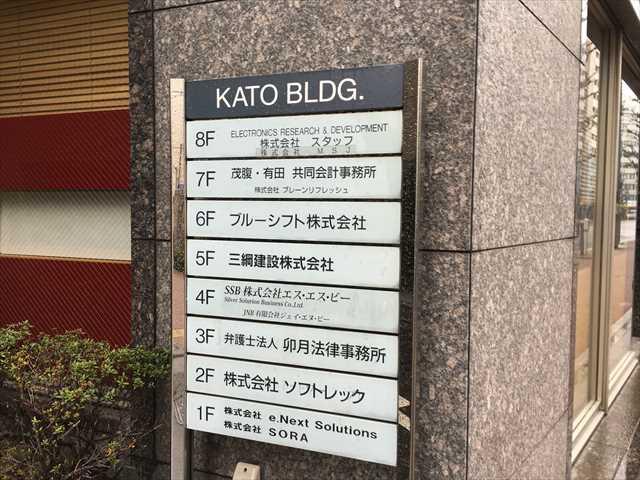 KATO BLDG.
8F ELECTRONICS RESEARCH & DEVELOPMENT
株式会社 スタッフ
株式会社 MSJ
7F 茂腹・有田 共同会計事務所
株式会社 ブレーンリフレッシュ
6F ブルーシフト株式会社
5F 三綱建設株式会社
4F SSB 株式会社エス・エス・ビー
Silver Solution Business Co.Ltd.
JNB 有限会社ジェイ・エヌ・ビー
3F 弁護士法人 卯月法律事務所
2F 株式会社 ソフトレック
1F 株式会社 e.Next Solutions
株式会社 SORA